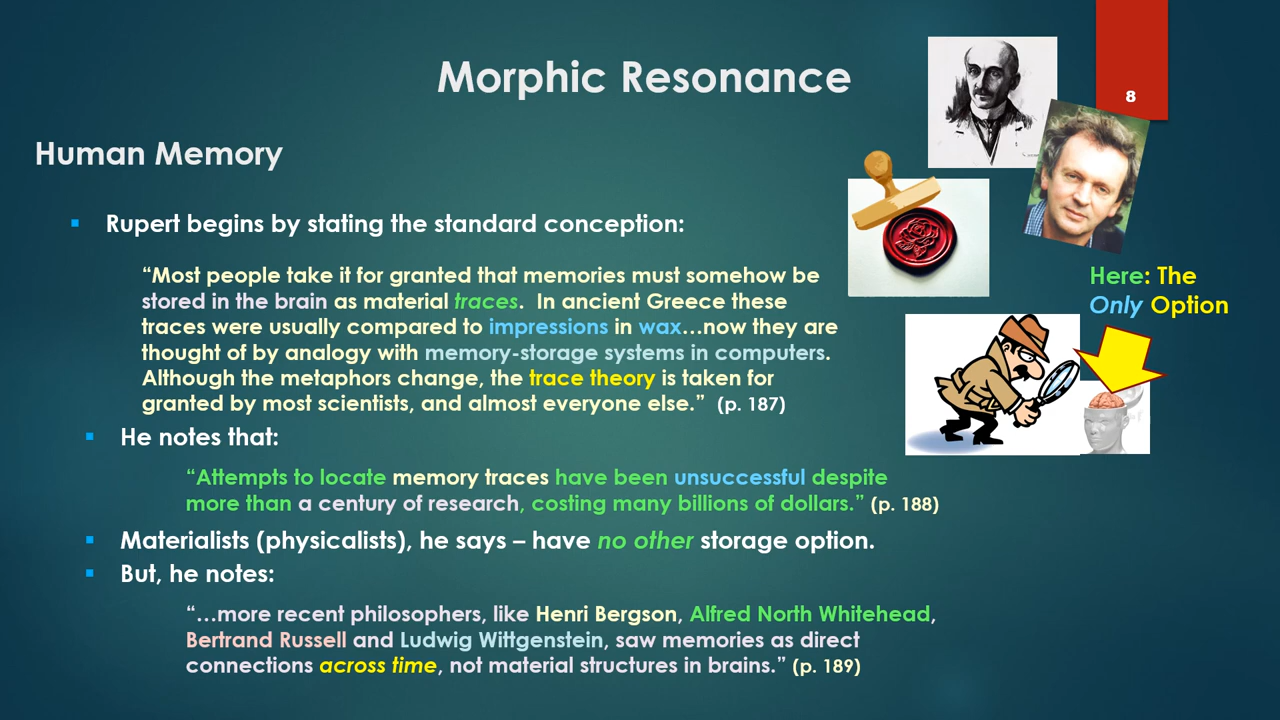 Morphic Resonance
8
Human Memory
Rupert begins by stating the standard conception:
“Most people take it for granted that memories must somehow be
stored in the brain as material traces. In ancient Greece these
traces were usually compared to impressions in wax…now they are
thought of by analogy with memory-storage systems in computers.
Although the metaphors change, the trace theory is taken for
granted by most scientists, and almost everyone else.” (p. 187)
Here: The
Only Option
He notes that:
“Attempts to locate memory traces have been unsuccessful despite
more than a century of research, costing many billions of dollars.” (p. 188)
Materialists (physicalists), he says – have no other storage option.
But, he notes:
“…more recent philosophers, like Henri Bergson, Alfred North Whitehead,
Bertrand Russell and Ludwig Wittgenstein, saw memories as direct
connections across time, not material structures in brains.” (p. 189)